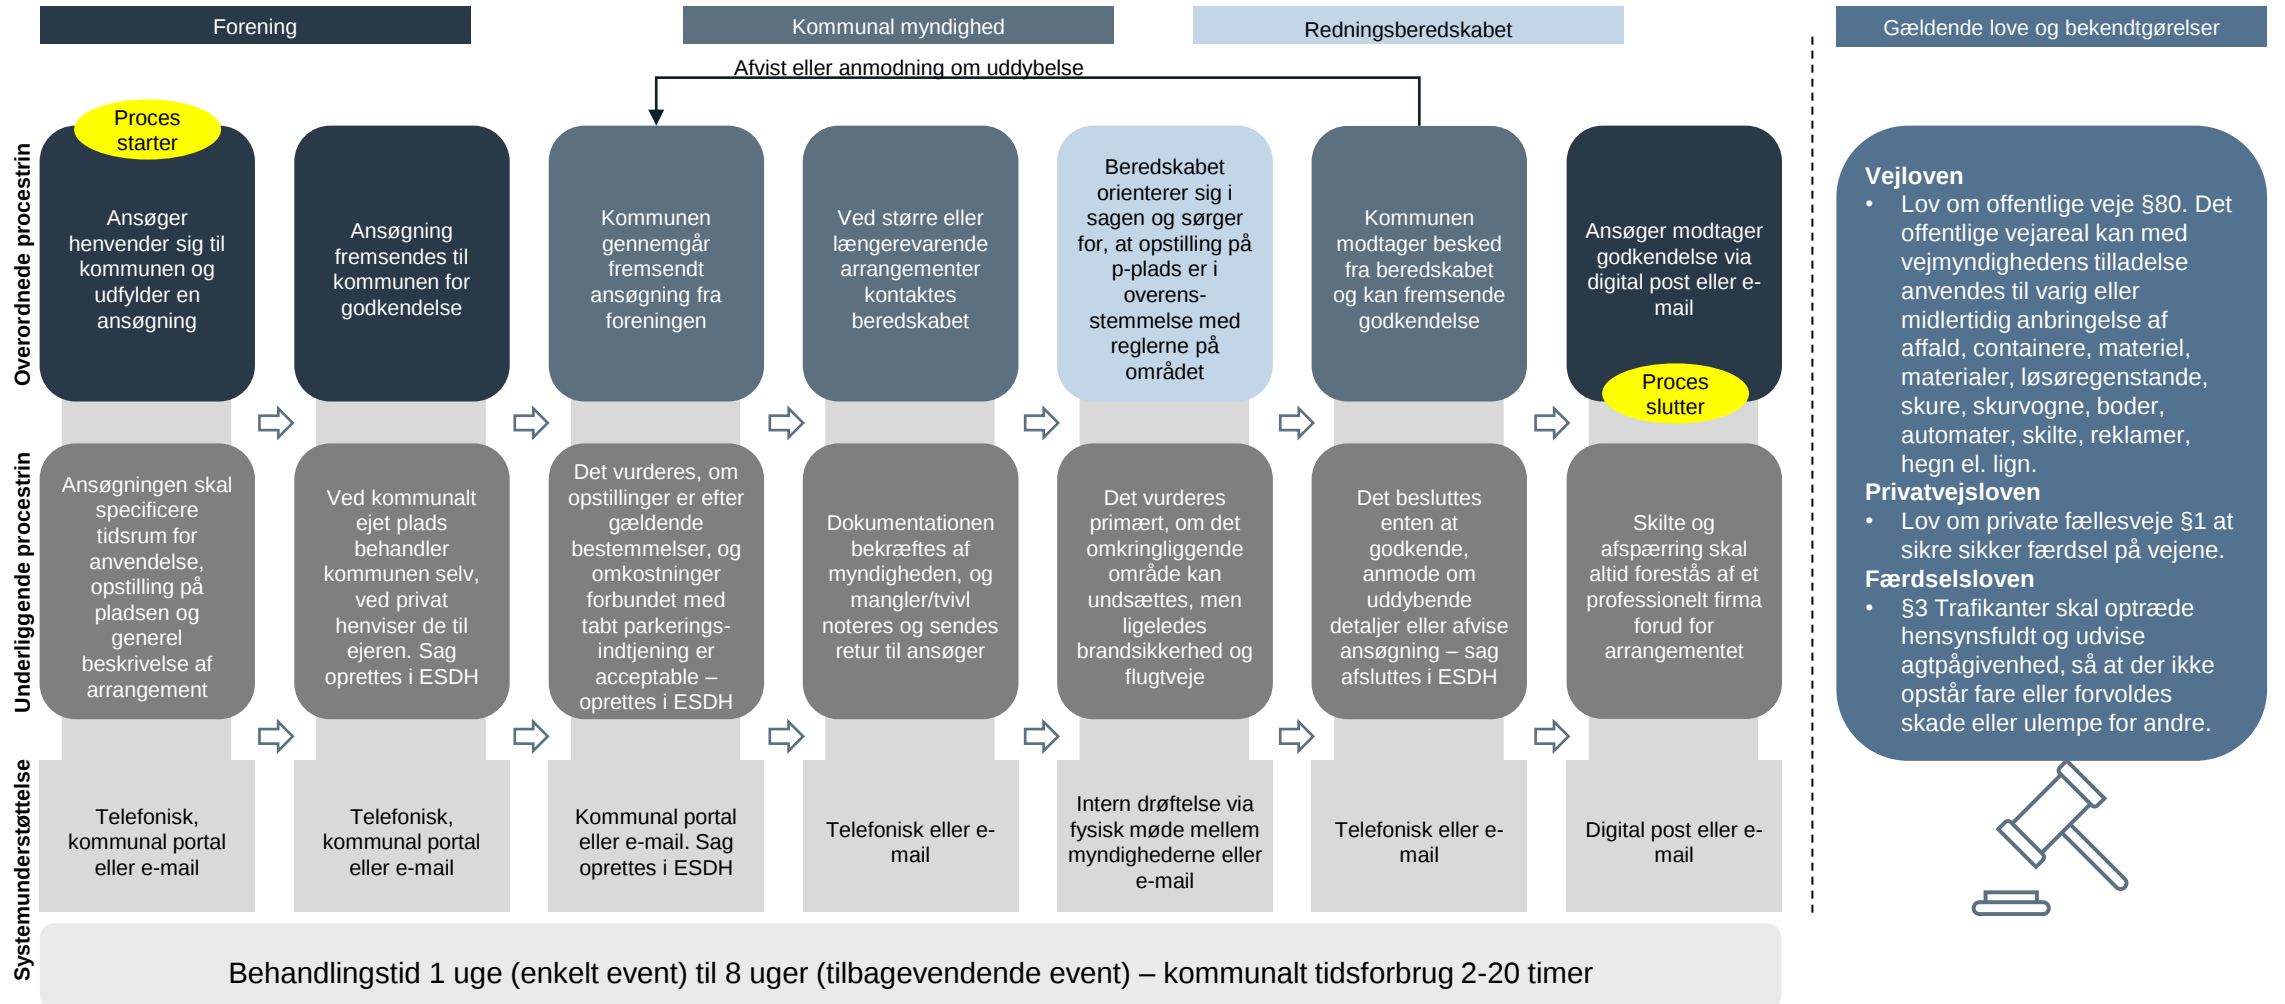 Forening
Kommunal myndighed
Redningsberedskabet
Gældende love og bekendtgørelser
Afvist eller anmodning om uddybelse
Overordnede procestrin
Proces
starter
Ansøger
henvender sig til
kommunen og
udfylder en
ansøgning
Ansøgning
fremsendes til
kommunen for
godkendelse
Kommunen
gennemgår
fremsendt
ansøgning fra
foreningen
Ved større eller
længerevarende
arrangementer
kontaktes
beredskabet
Beredskabet
orienterer sig i
sagen og sørger
for, at opstilling på
p-plads er i
overens-
stemmelse med
reglerne på
området
Kommunen
modtager besked
fra beredskabet
og kan fremsende
godkendelse
Ansøger modtager
godkendelse via
digital post eller e-
mail
Proces
slutter
Underliggende procestrin
Ansøgningen skal
specificere
tidsrum for
anvendelse,
opstilling på
pladsen og
generel
beskrivelse af
arrangement
Ved kommunalt
ejet plads
behandler
kommunen selv,
ved privat
henviser de til
ejeren. Sag
oprettes i ESDH
Det vurderes, om
opstillinger er efter
gældende
bestemmelser, og
omkostninger
forbundet med
tabt parkerings-
indtjening er
acceptable –
oprettes i ESDH
Dokumentationen
bekræftes af
myndigheden, og
mangler/tvivl
noteres og sendes
retur til ansøger
Det vurderes
primært, om det
omkringliggende
område kan
undsættes, men
ligeledes
brandsikkerhed og
flugtveje
Det besluttes
enten at
godkende,
anmode om
uddybende
detaljer eller afvise
ansøgning – sag
afsluttes i ESDH
Skilte og
afspærring skal
altid forestås af et
professionelt firma
forud for
arrangementet
Systemunderstøttelse
Telefonisk,
kommunal portal
eller e-mail
Telefonisk,
kommunal portal
eller e-mail
Kommunal portal
eller e-mail. Sag
oprettes i ESDH
Telefonisk eller e-
mail
Intern drøftelse via
fysisk møde mellem
myndighederne eller
e-mail
Telefonisk eller e-
mail
Digital post eller e-
mail
Behandlingstid 1 uge (enkelt event) til 8 uger (tilbagevendende event) – kommunalt tidsforbrug 2-20 timer
Vejloven
• Lov om offentlige veje §80. Det
offentlige vejareal kan med
vejmyndighedens tilladelse
anvendes til varig eller
midlertidig anbringelse af
affald, containere, materiel,
materialer, løsøregenstande,
skure, skurvogne, boder,
automater, skilte, reklamer,
hegn el. lign.
Privatvejsloven
• Lov om private fællesveje §1 at
sikre sikker færdsel på vejene.
Færdselsloven
• §3 Trafikanter skal optræde
hensynsfuldt og udvise
agtpågivenhed, så at der ikke
opstår fare eller forvoldes
skade eller ulempe for andre.